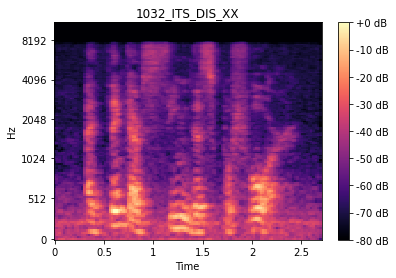 1032_ITS_DIS_XX
+0 dB
8192
-10 dB
-20 dB
4096
-30 dB
Hz
2048
-40 dB
1024
-50 dB
512
-60 dB
-70 dB
0
-80 dB
0 0.5 1 1.5 2 2.5
Time